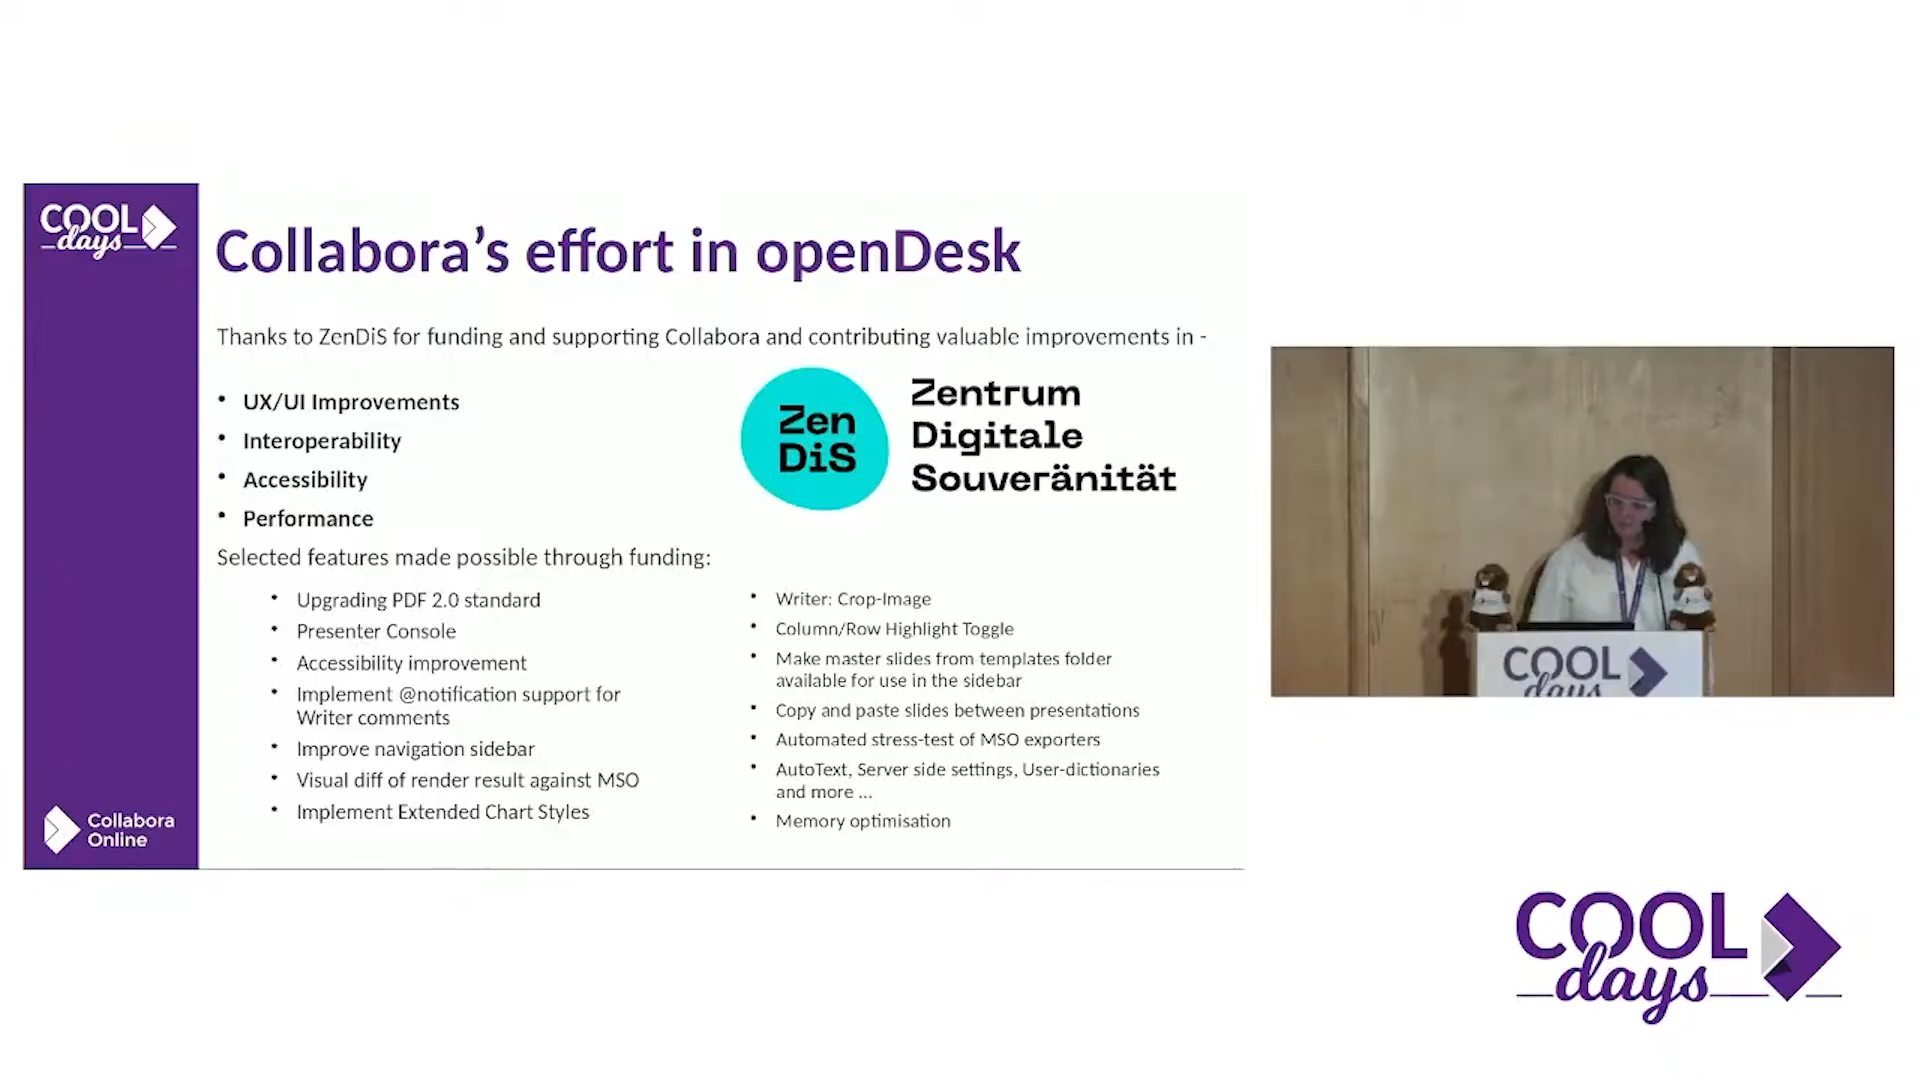 COOL
days
Collabora's effort in openDesk
Thanks to ZenDiS for funding and supporting Collabora and contributing valuable improvements in -
• UX/UI Improvements
• Interoperability
• Accessibility
• Performance
Zen
DiS
Zentrum
Digitale
Souveränität
Selected features made possible through funding:
• Upgrading PDF 2.0 standard
• Presenter Console
• Accessibility improvement
• Implement @notification support for
Writer comments
• Improve navigation sidebar
• Visual diff of render result against MSO
• Implement Extended Chart Styles
• Writer: Crop-Image
• Column/Row Highlight Toggle
• Make master slides from templates folder
available for use in the sidebar
• Copy and paste slides between presentations
• Automated stress-test of MSO exporters
• AutoText, Server side settings, User-dictionaries
and more ...
• Memory optimisation
Collabora
Online
COOL
days
COOL
days